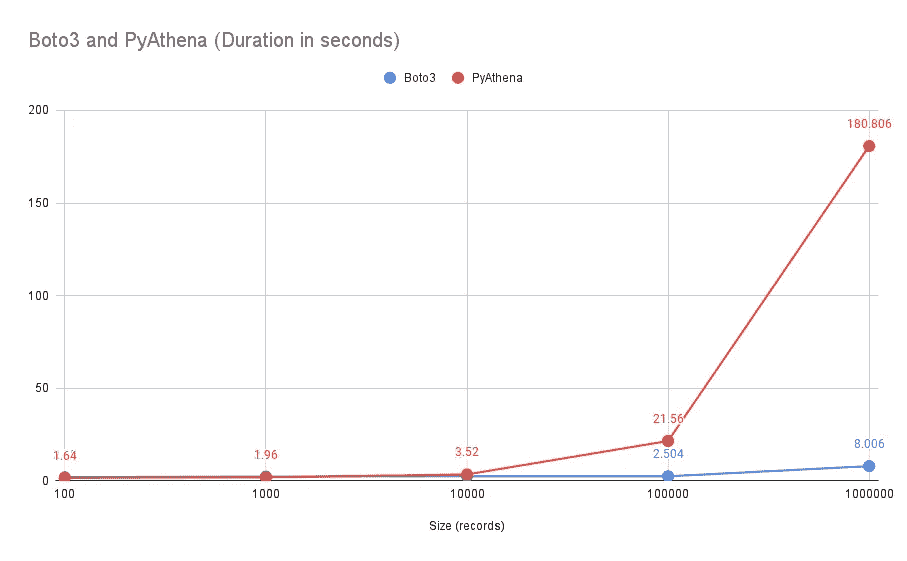 Boto3 and PyAthena (Duration in seconds)
Boto3 PyAthena
200
180.806
150
100
50
21.56
1.64 1.96 3.52 2.504 8.006
0
100 1000 10000 100000 1000000
Size (records)